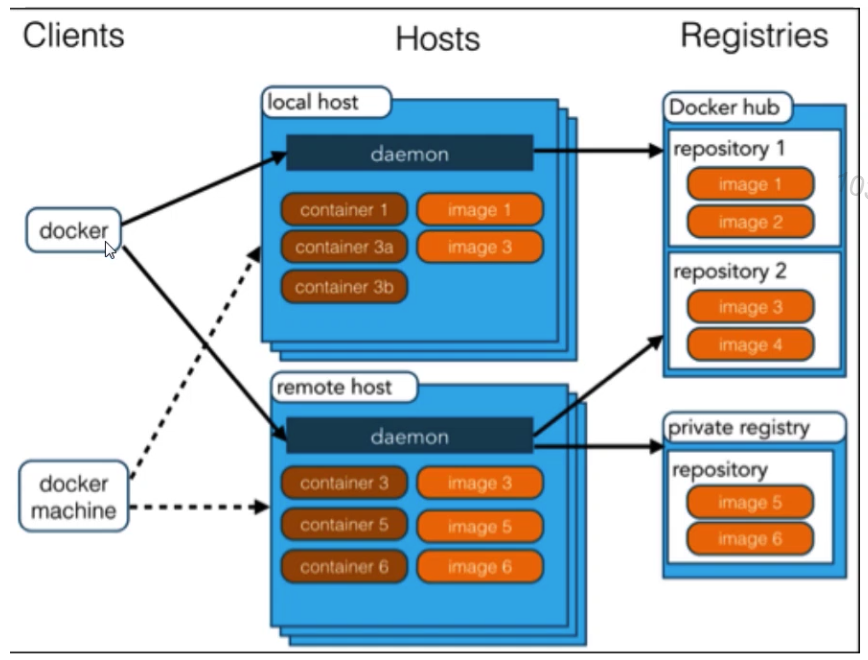 Clients
Hosts
Registries
local host
daemon
container 1
image 1
container 3a
image 3
container 3b
docker
remote host
daemon
container 3
image 3
container 5
image 5
container 6
image 6
docker
machine
Docker hub
repository 1
image 1
image 2
repository 2
image 3
image 4
private registry
repository
image 5
image 6